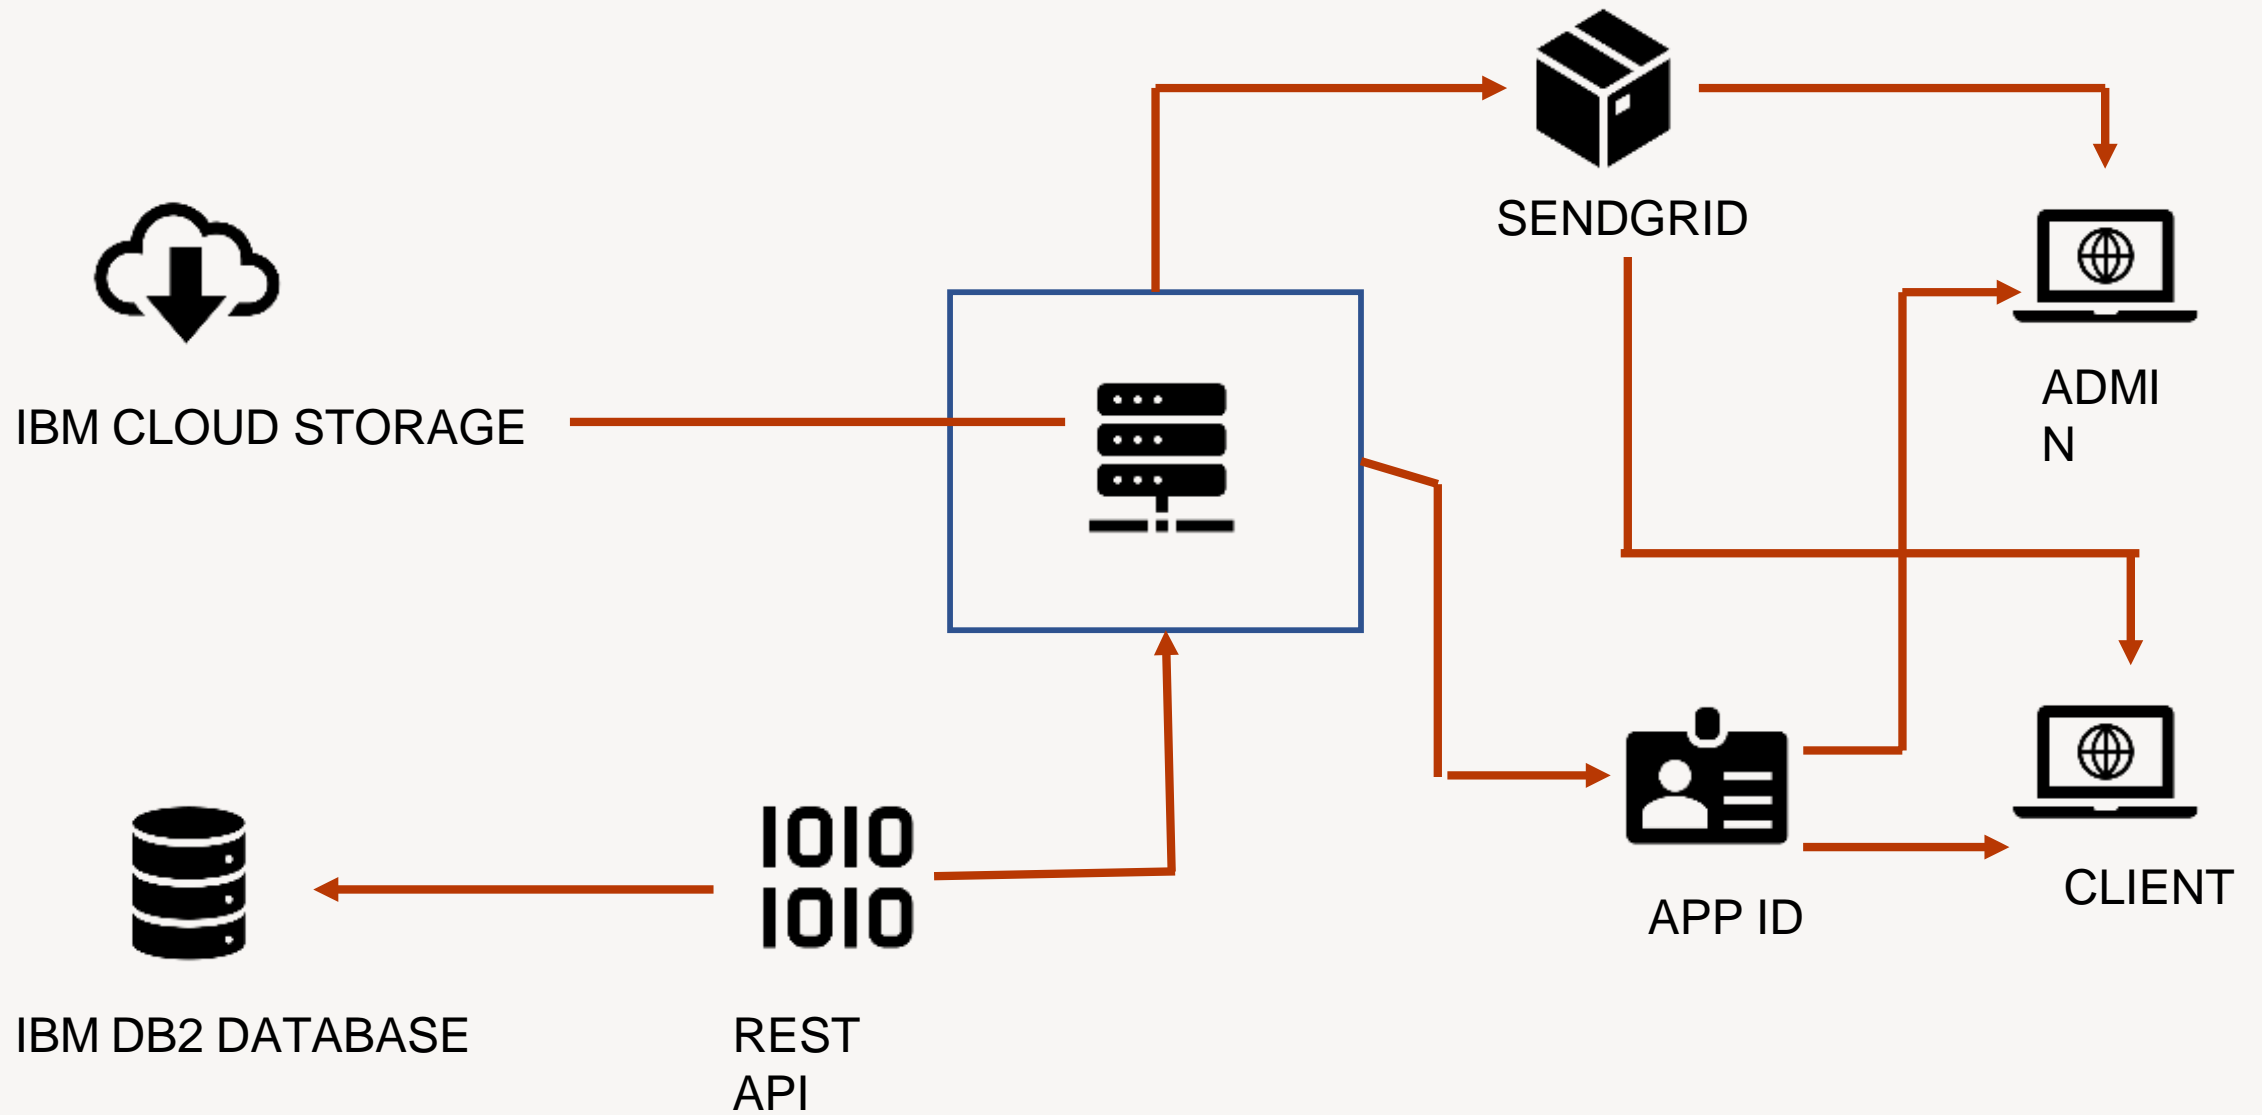 SENDGRID
ADMI
N
IBM CLOUD STORAGE
CLIENT
APP ID
IBM DB2 DATABASE
REST
API